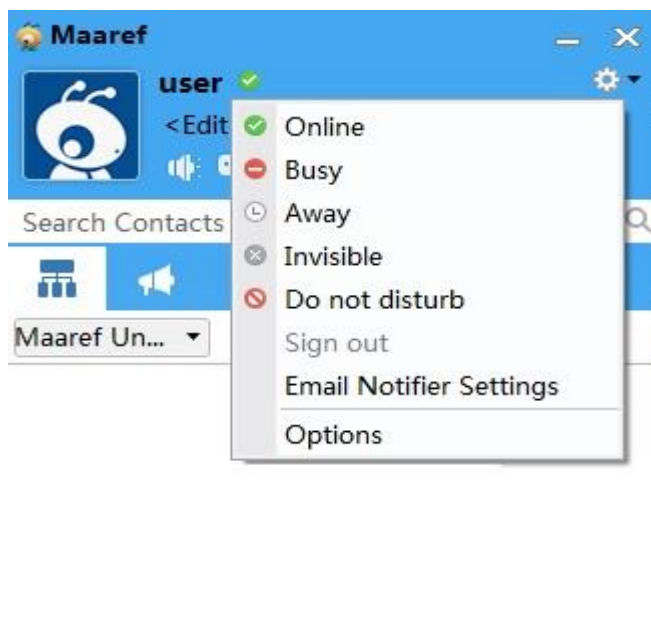 Maaref
user
<Edit
Online
Busy
Away
Invisible
Do not disturb
Sign out
Email Notifier Settings
Options
Search Contacts
Maaref Un...